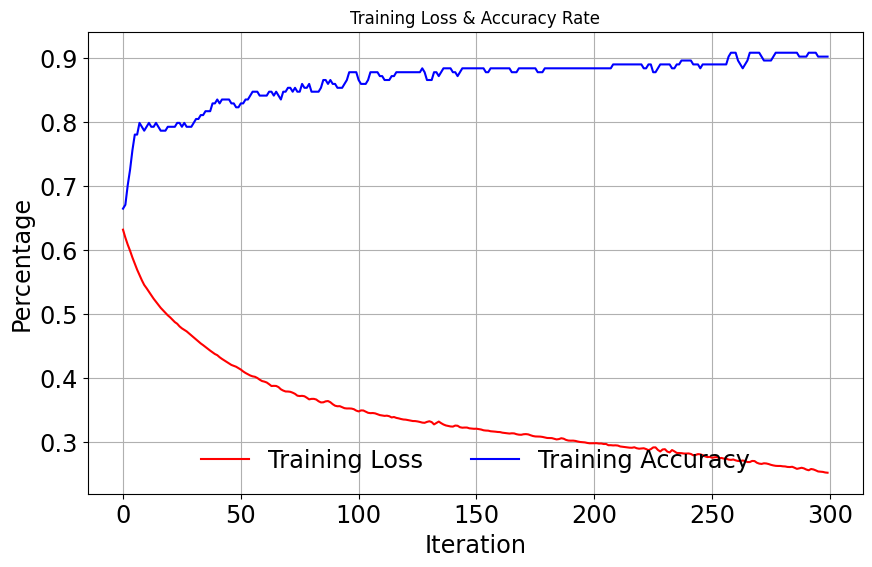 Training Loss & Accuracy Rate
0.9
0.8
0.7
0.6
0.5
0.4
0.3
Percentage
Training Loss
Training Accuracy
0 50 100 150 200 250 300
Iteration